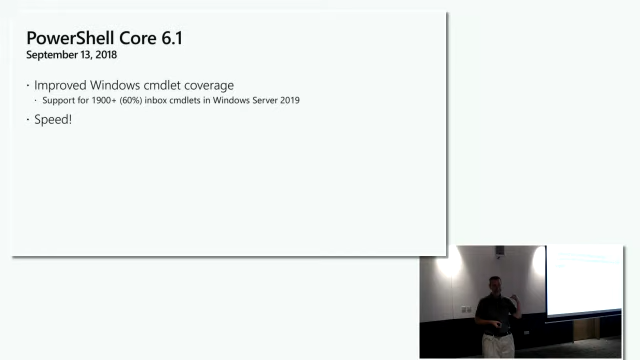 PowerShell Core 6.1
September 13, 2018
· Improved Windows cmdlet coverage
· Support for 1900+ (60%) inbox cmdlets in Windows Server 2019
· Speed!